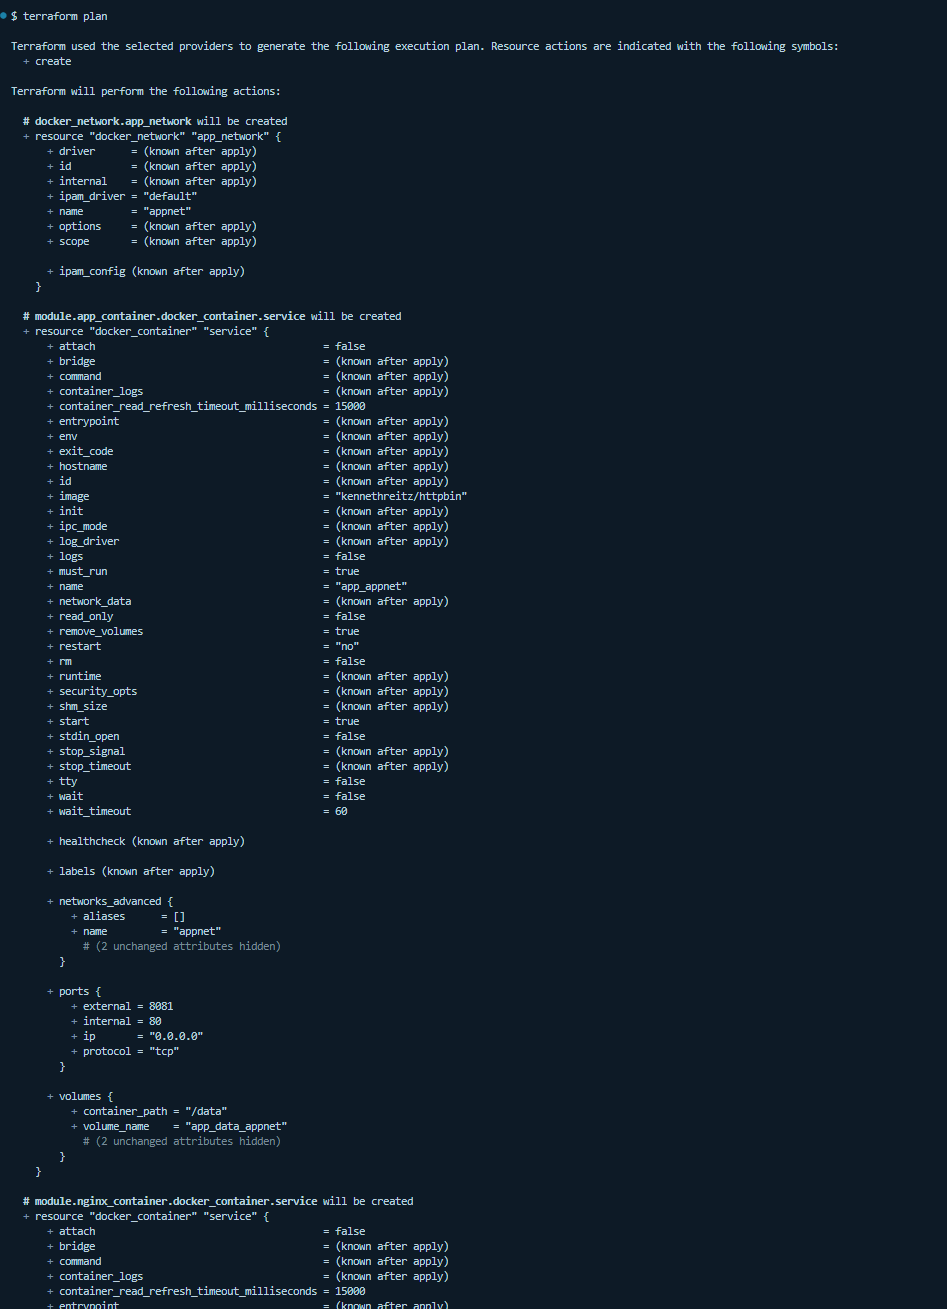 $ terraform plan
Terraform used the selected providers to generate the following execution plan. Resource actions are indicated with the following symbols:
+ create
Terraform will perform the following actions:
# docker_network.app_network will be created
+ resource "docker_network" "app_network" {
+ driver = (known after apply)
+ id = (known after apply)
+ internal = (known after apply)
+ ipam_driver = "default"
+ name = "appnet"
+ options = (known after apply)
+ scope = (known after apply)
+ ipam_config (known after apply)
}
# module.app_container.docker_container.service will be created
+ resource "docker_container" "service" {
+ attach = false
+ bridge = (known after apply)
+ command = (known after apply)
+ container_logs = (known after apply)
+ container_read_refresh_timeout_milliseconds = 15000
+ entrypoint = (known after apply)
+ env = (known after apply)
+ exit_code = (known after apply)
+ hostname = (known after apply)
+ id = (known after apply)
+ image = "kennethreitz/httpbin"
+ init = (known after apply)
+ ipc_mode = (known after apply)
+ log_driver = (known after apply)
+ logs = false
+ must_run = true
+ name = "app_appnet"
+ network_data = (known after apply)
+ read_only = false
+ remove_volumes = true
+ restart = "no"
+ rm = false
+ runtime = (known after apply)
+ security_opts = (known after apply)
+ shm_size = (known after apply)
+ start = true
+ stdin_open = false
+ stop_signal = (known after apply)
+ stop_timeout = (known after apply)
+ tty = false
+ wait = false
+ wait_timeout = 60
+ healthcheck (known after apply)
+ labels (known after apply)
+ networks_advanced {
+ aliases = []
+ name = "appnet"
# (2 unchanged attributes hidden)
}
+ ports {
+ external = 8081
+ internal = 80
+ ip = "0.0.0.0"
+ protocol = "tcp"
}
+ volumes {
+ container_path = "/data"
+ volume_name = "app_data_appnet"
# (2 unchanged attributes hidden)
}
}
# module.nginx_container.docker_container.service will be created
+ resource "docker_container" "service" {
+ attach = false
+ bridge = (known after apply)
+ command = (known after apply)
+ container_logs = (known after apply)
+ container_read_refresh_timeout_milliseconds = 15000
+ entrypoint = (known after apply)